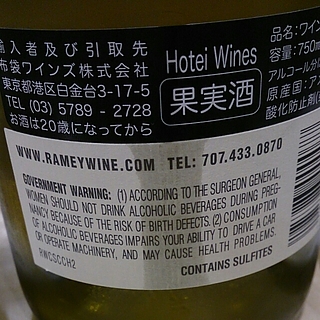 輸入者及び引取先
布袋ワインズ株式会社
東京都港区白金台3-17-5
TEL (03) 5789 - 2728
お酒は20歳になってから
Hotei Wines
果実酒
品名:ワイン
容量:750m
アルコール分
原産国:ア
酸化防止剤(
WWW.RAMEYWINE.COM TEL: 707.433.0870
GOVERNMENT WARNING: (1) ACCORDING TO THE SURGEON GENERAL,
WOMEN SHOULD NOT DRINK ALCOHOLIC BEVERAGES DURING PREG-
NANCY BECAUSE OF THE RISK OF BIRTH DEFECTS. (2) CONSUMPTION
OF ALCOHOLIC BEVERAGES IMPAIRS YOUR ABILITY TO DRIVE A CAR
OR OPERATE MACHINERY, AND MAY CAUSE HEALTH PROBLEMS.
RWCSCCH2
CONTAINS SULFITES